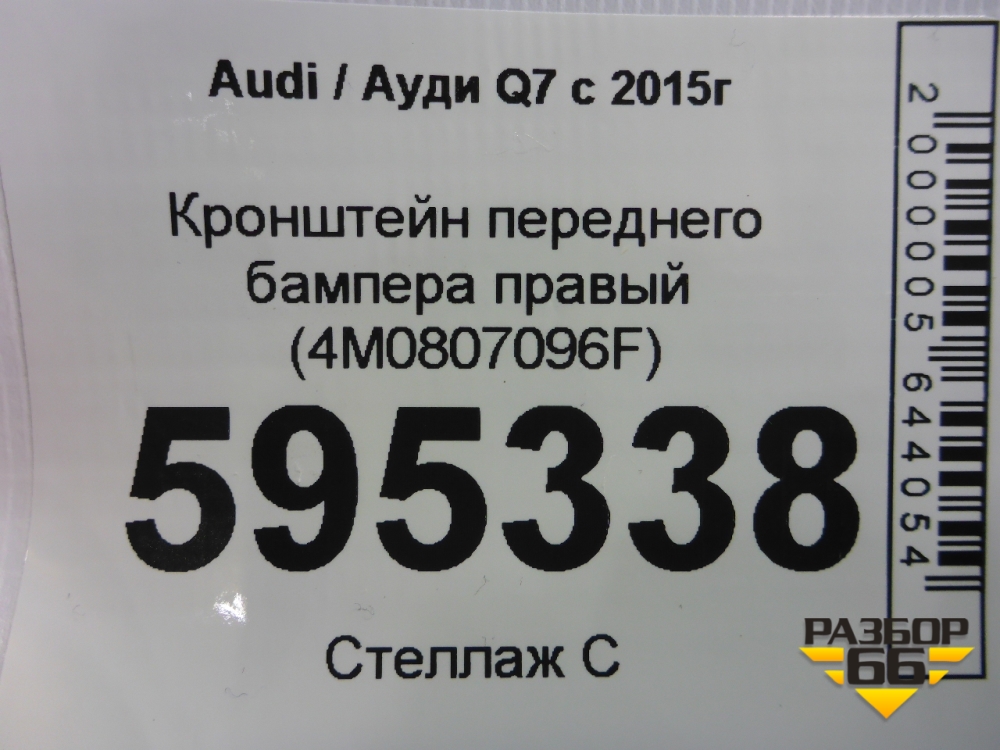 Audi / Ауди Q7 с 2015г
Кронштейн переднего
бампера правый
(4M0807096F)
595338
Стеллаж С
2000005644054
РАЗБОР
66